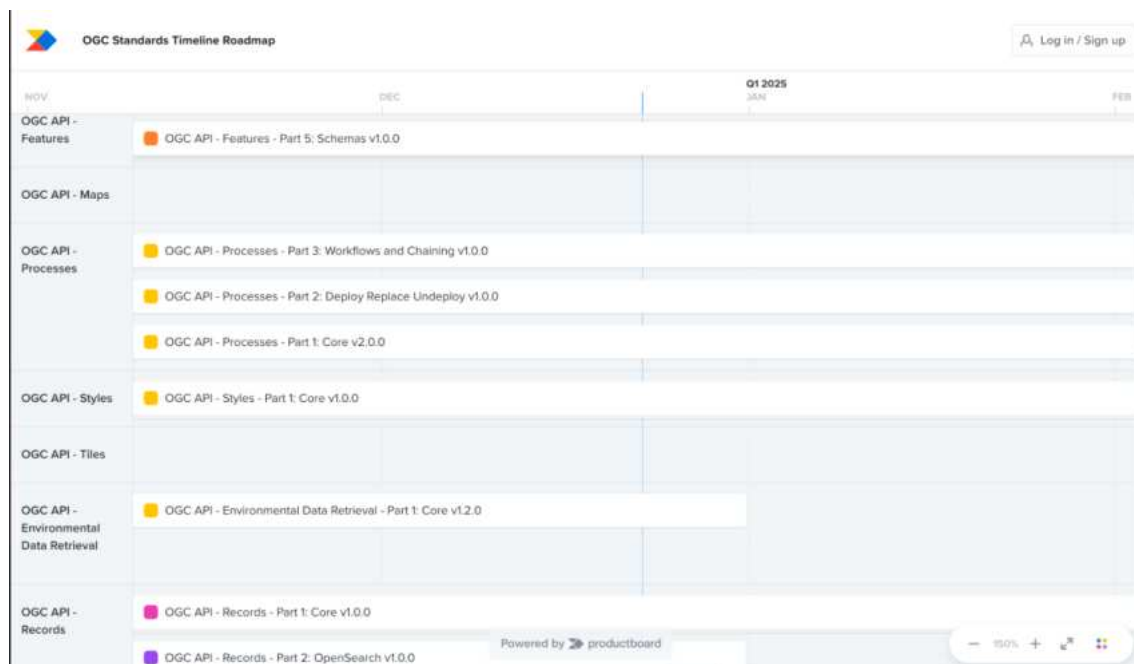 OGC Standards Timeline Roadmap
Log in / Sign up
Q1 2025
NOV
DEC
JAN
FEB
OGC API -
Features
OGC API - Features - Part 5: Schemas v1.0.0
OGC API - Maps
OGC API -
Processes
OGC API - Processes - Part 3: Workflows and Chaining v1.0.0
OGC API - Processes - Part 2: Deploy Replace Undeploy v1.0.0
OGC API - Processes - Part 1: Core v2.0.0
OGC API - Styles
OGC API - Styles - Part 1: Core v1.0.0
OGC API - Tiles
OGC API -
Environmental
Data Retrieval
OGC API - Environmental Data Retrieval - Part 1: Core v1.2.0
OGC API -
Records
OGC API - Records - Part 1: Core v1.0.0
OGC API - Records - Part 2: OpenSearch v1.0.0
Powered by productboard
150%